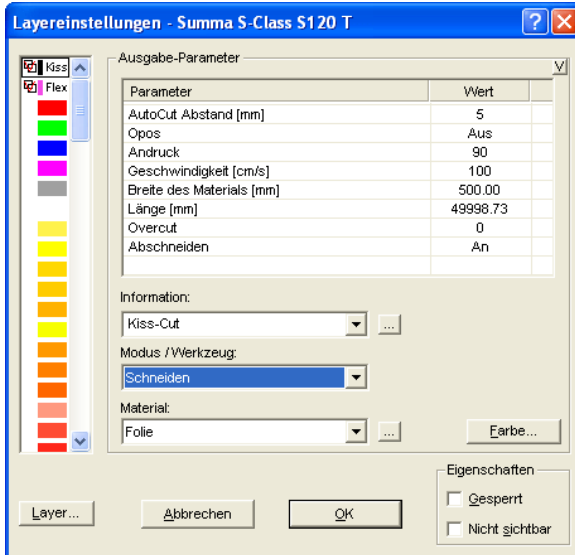 Layereinstellungen - Summa S-Class S120 T
Kiss
Flex
Ausgabe-Parameter
V
Parameter Wert
AutoCut Abstand [mm] 5
Opos Aus
Andruck 90
Geschwindigkeit [cm/s] 100
Breite des Materials [mm] 500.00
Länge [mm] 49998.73
Overcut 0
Abschneiden An
Information:
Kiss-Cut ...
Modus / Werkzeug:
Schneiden
Material:
Folie ...
Farbe...
Eigenschaften
Gesperrt
Nicht sichtbar
Layer... Abbrechen OK